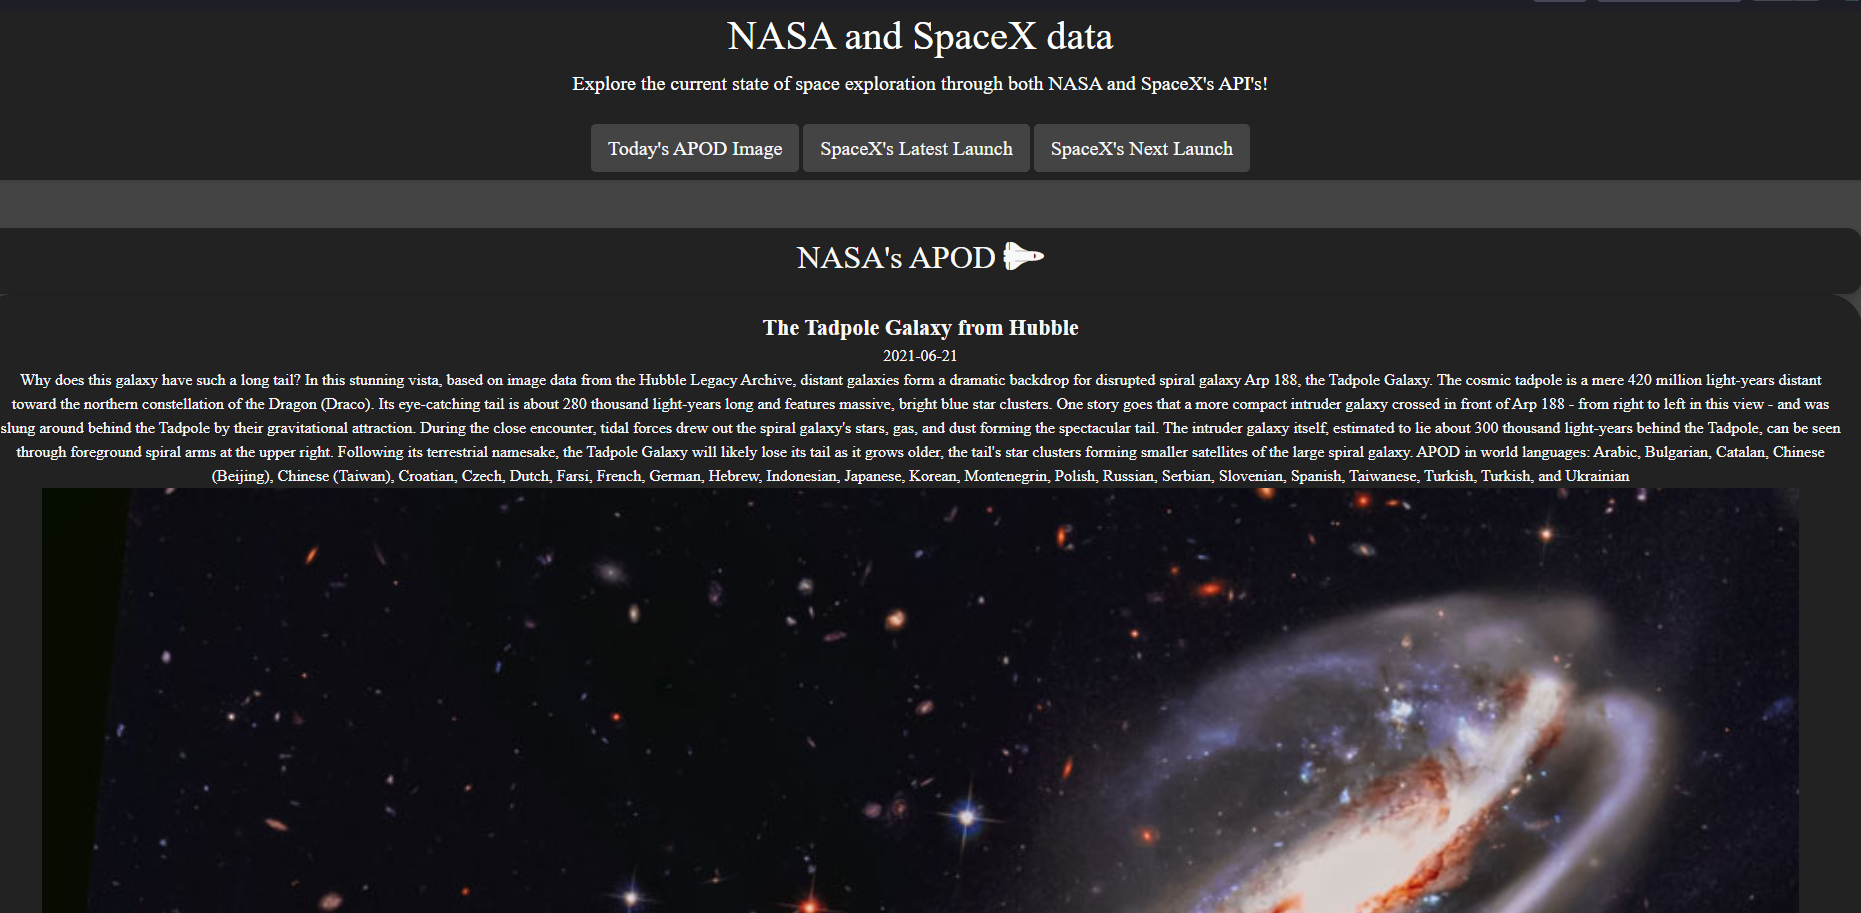 NASA and SpaceX data
Explore the current state of space exploration through both NASA and SpaceX's API's!
Today's APOD Image
SpaceX's Latest Launch
SpaceX's Next Launch
NASA's APOD
The Tadpole Galaxy from Hubble
2021-06-21
Why does this galaxy have such a long tail? In this stunning vista, based on image data from the Hubble Legacy Archive, distant galaxies form a dramatic backdrop for disrupted spiral galaxy Arp 188, the Tadpole Galaxy. The cosmic tadpole is a mere 420 million light-years distant
toward the northern constellation of the Dragon (Draco). Its eye-catching tail is about 280 thousand light-years long and features massive, bright blue star clusters. One story goes that a more compact intruder galaxy crossed in front of Arp 188 - from right to left in this view - and was
slung around behind the Tadpole by their gravitational attraction. During the close encounter, tidal forces drew out the spiral galaxy's stars, gas, and dust forming the spectacular tail. The intruder galaxy itself, estimated to lie about 300 thousand light-years behind the Tadpole, can be seen
through foreground spiral arms at the upper right. Following its terrestrial namesake, the Tadpole Galaxy will likely lose its tail as it grows older, the tail's star clusters forming smaller satellites of the large spiral galaxy. APOD in world languages: Arabic, Bulgarian, Catalan, Chinese
(Beijing), Chinese (Taiwan), Croatian, Czech, Dutch, Farsi, French, German, Hebrew, Indonesian, Japanese, Korean, Montenegrin, Polish, Russian, Serbian, Slovenian, Spanish, Taiwanese, Turkish, Turkish, and Ukrainian